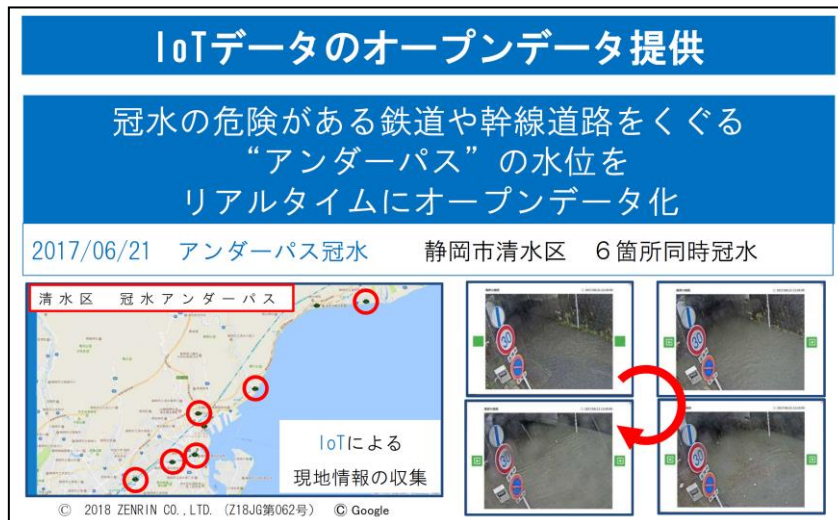 IoTデータのオープンデータ提供
冠水の危険がある鉄道や幹線道路をくぐる
“アンダーパス”の水位を
リアルタイムにオープンデータ化
2017/06/21 アンダーパス冠水 静岡市清水区 6箇所同時冠水
清水区 冠水アンダーパス
IoTによる
現地情報の収集
30
30
30
30
© 2018 ZENRIN CO.,LTD. (Z18JG第062号) © Google